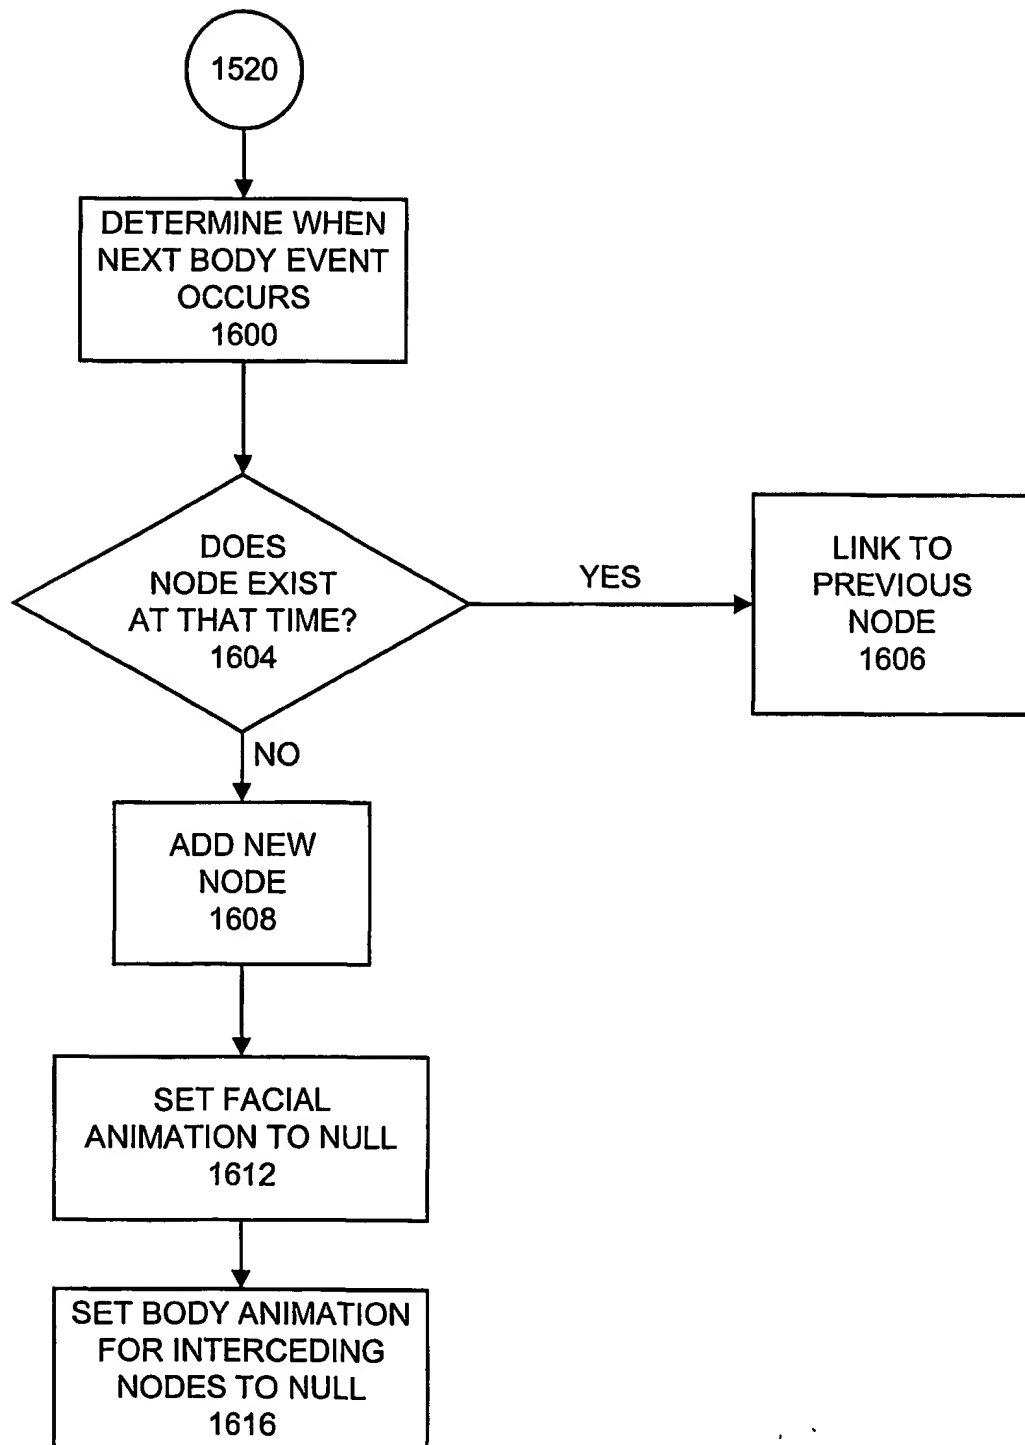 1520
DETERMINE WHEN
NEXT BODY EVENT
OCCURS
1600
DOES
NODE EXIST
AT THAT TIME?
1604
YES
LINK TO
PREVIOUS
NODE
1606
NO
ADD NEW
NODE
1608
SET FACIAL
ANIMATION TO NULL
1612
SET BODY ANIMATION
FOR INTERCEDING
NODES TO NULL
1616